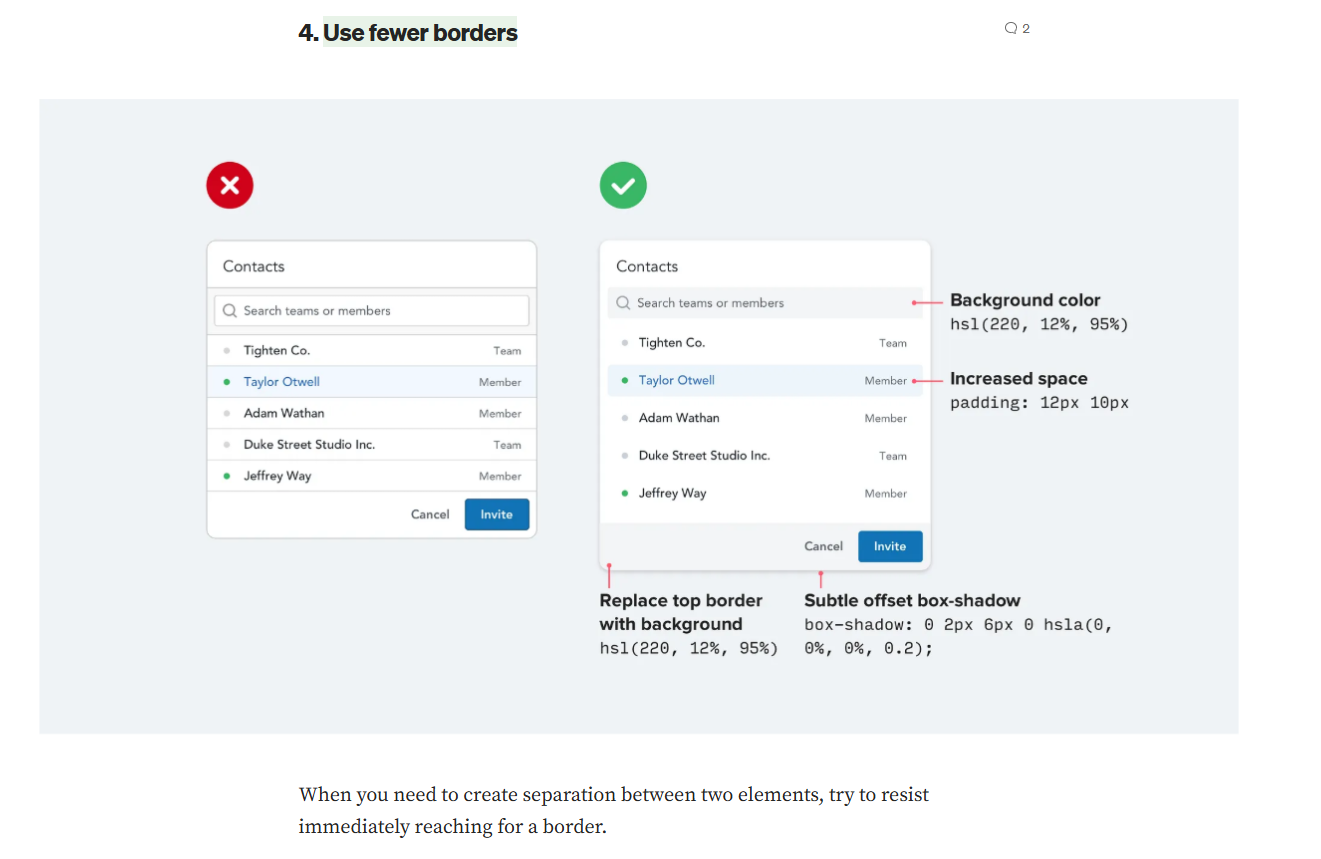 4. Use fewer borders
2
Contacts
Search teams or members
Tighten Co. Team
Taylor Otwell Member
Adam Wathan Member
Duke Street Studio Inc. Team
Jeffrey Way Member
Cancel Invite
Contacts
Search teams or members
Tighten Co. Team
Taylor Otwell Member
Adam Wathan Member
Duke Street Studio Inc. Team
Jeffrey Way Member
Cancel Invite
Background color
hsl(220, 12%, 95%)
Increased space
padding: 12px 10px
Replace top border
with background
hsl(220, 12%, 95%)
Subtle offset box-shadow
box-shadow: 0 2px 6px 0 hsla(0,
0%, 0%, 0.2);
When you need to create separation between two elements, try to resist
immediately reaching for a border.